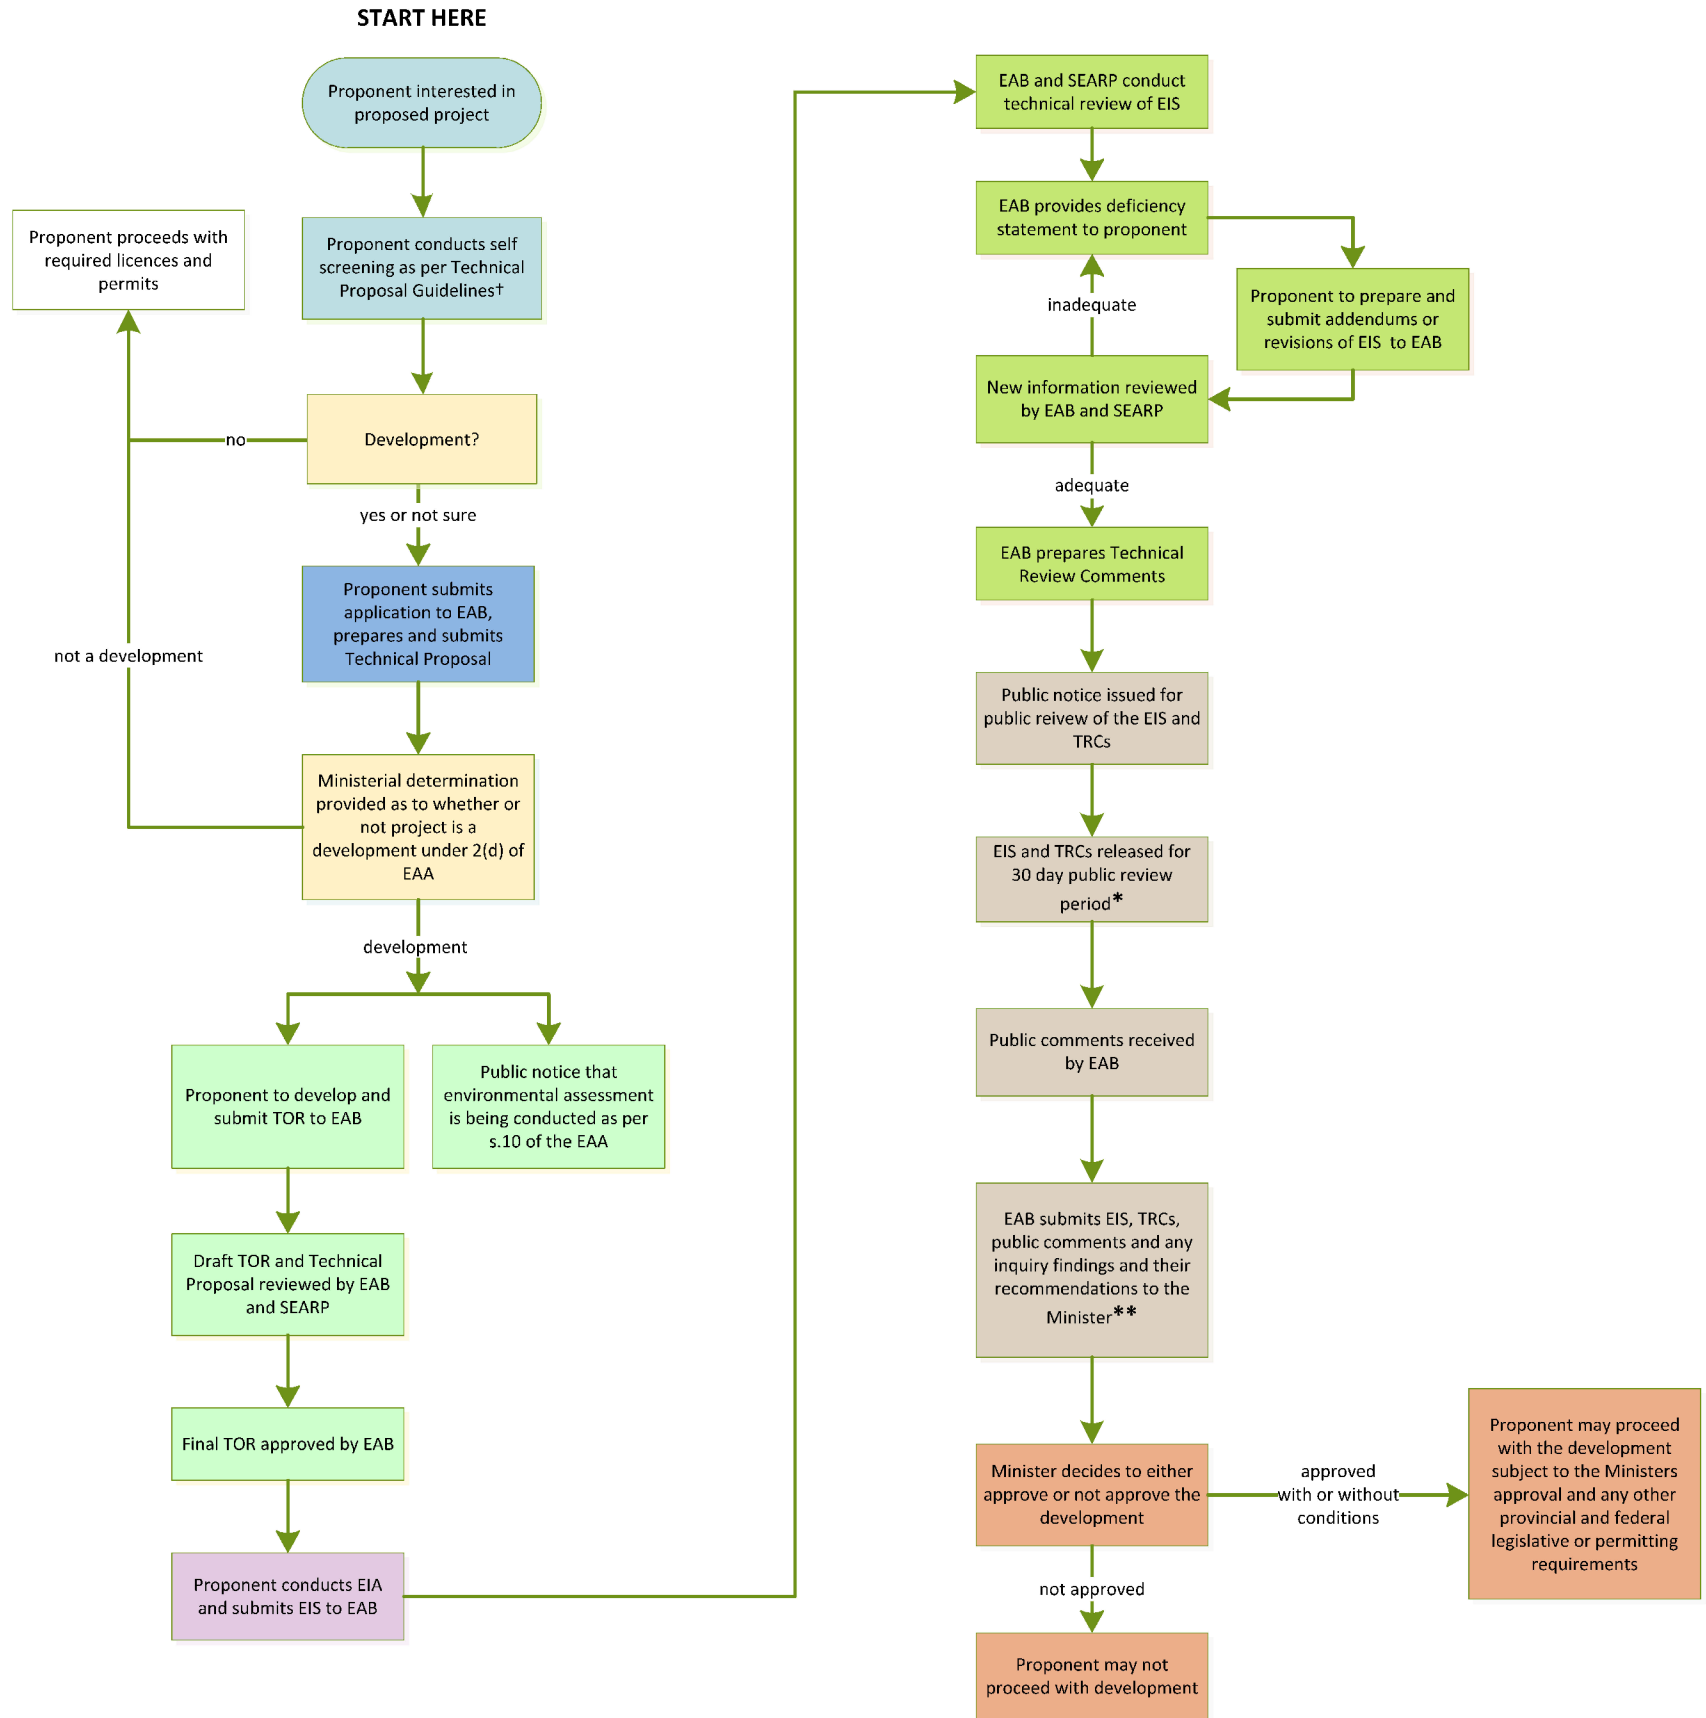 START HERE
Proponent interested in
proposed project
Proponent conducts self
screening as per Technical
Proposal Guidelines†
Proponent proceeds with
required licences and
permits
Development?
no
yes or not sure
Proponent submits
application to EAB,
prepares and submits
Technical Proposal
not a development
Ministerial determination
provided as to whether or
not project is a
development under 2(d) of
EAA
development
Proponent to develop and
submit TOR to EAB
Public notice that
environmental assessment
is being conducted as per
s.10 of the EAA
Draft TOR and Technical
Proposal reviewed by EAB
and SEARP
Final TOR approved by EAB
Proponent conducts EIA
and submits EIS to EAB
EAB and SEARP conduct
technical review of EIS
EAB provides deficiency
statement to proponent
inadequate
Proponent to prepare and
submit addendums or
revisions of EIS to EAB
New information reviewed
by EAB and SEARP
adequate
EAB prepares Technical
Review Comments
Public notice issued for
public reivew of the EIS and
TRCs
EIS and TRCs released for
30 day public review
period*
Public comments received
by EAB
EAB submits EIS, TRCs,
public comments and any
inquiry findings and their
recommendations to the
Minister**
Minister decides to either
approve or not approve the
development
approved
with or without
conditions
Proponent may proceed
with the development
subject to the Ministers
approval and any other
provincial and federal
legislative or permitting
requirements
not approved
Proponent may not
proceed with development